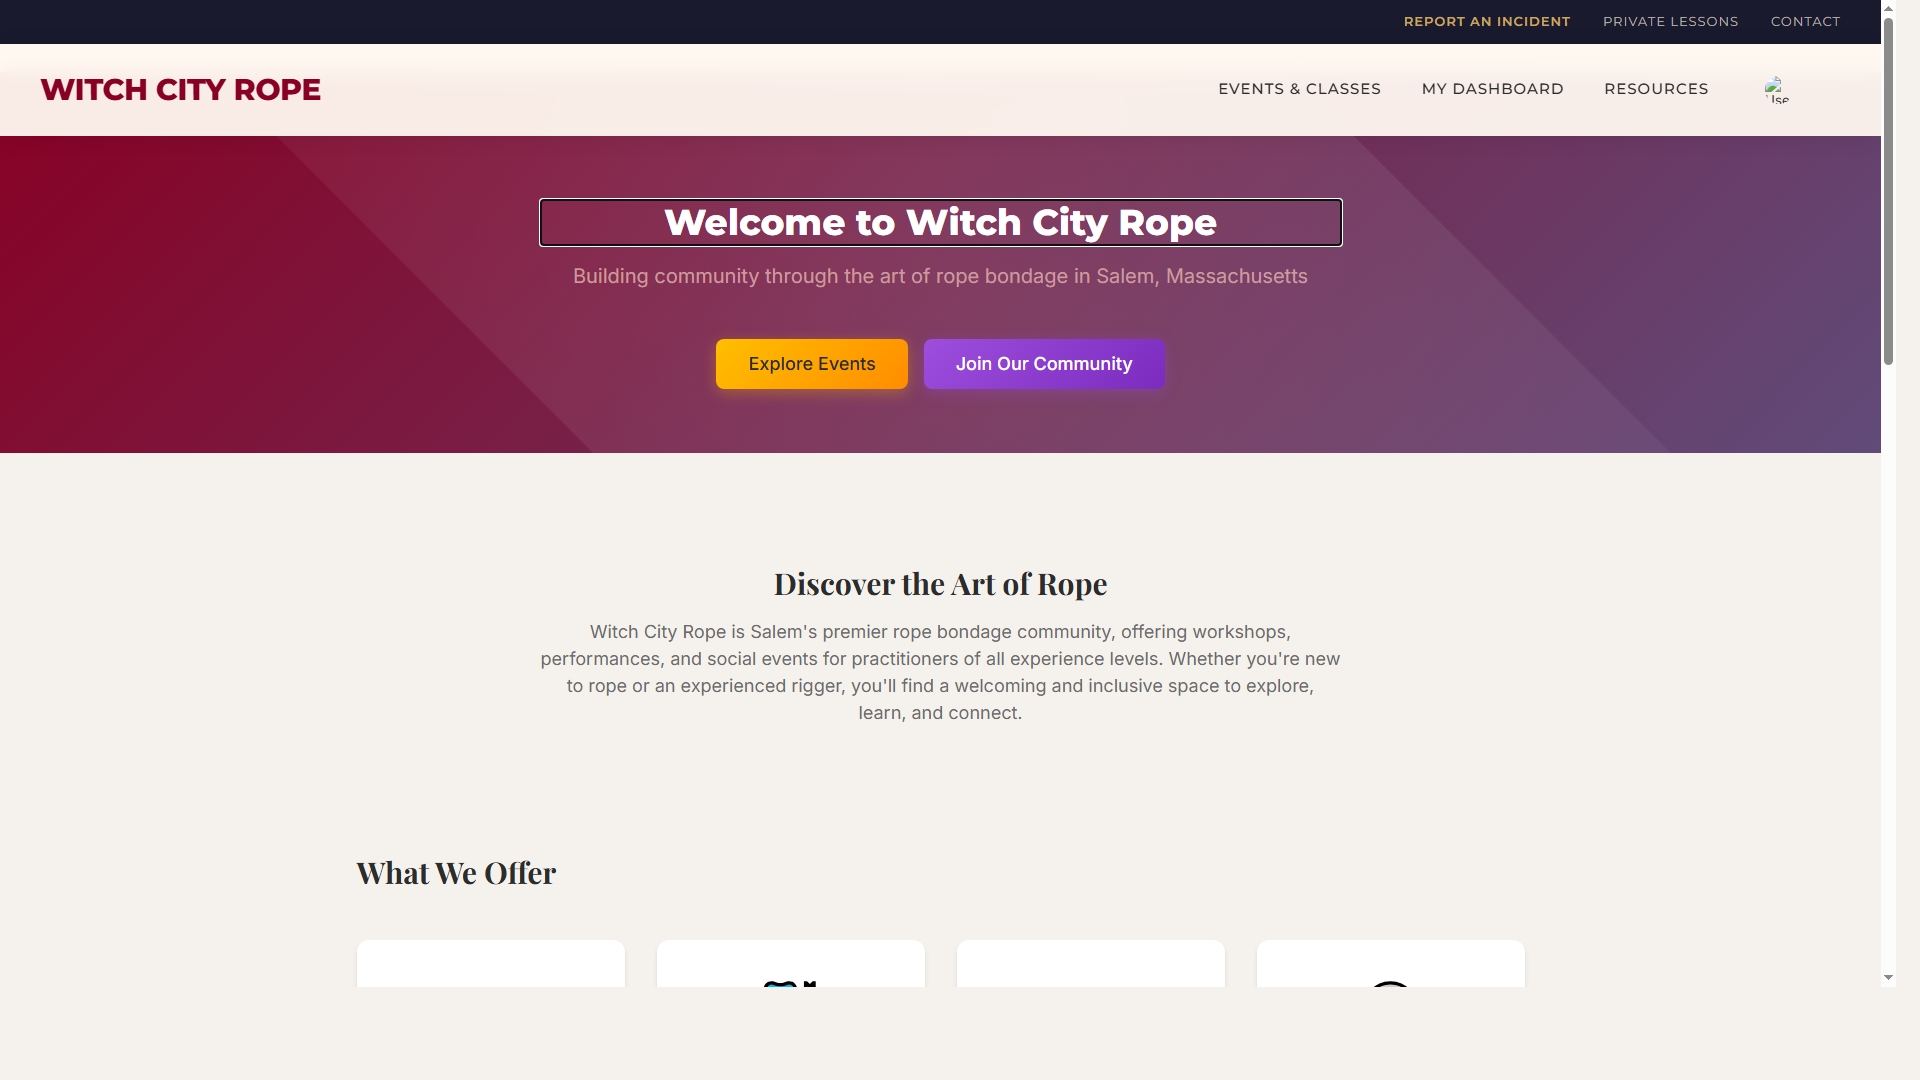 REPORT AN INCIDENT PRIVATE LESSONS CONTACT
WITCH CITY ROPE
EVENTS & CLASSES MY DASHBOARD RESOURCES
Use
Welcome to Witch City Rope
Building community through the art of rope bondage in Salem, Massachusetts
Explore Events Join Our Community
Discover the Art of Rope
Witch City Rope is Salem's premier rope bondage community, offering workshops,
performances, and social events for practitioners of all experience levels. Whether you're new
to rope or an experienced rigger, you'll find a welcoming and inclusive space to explore,
learn, and connect.
What We Offer